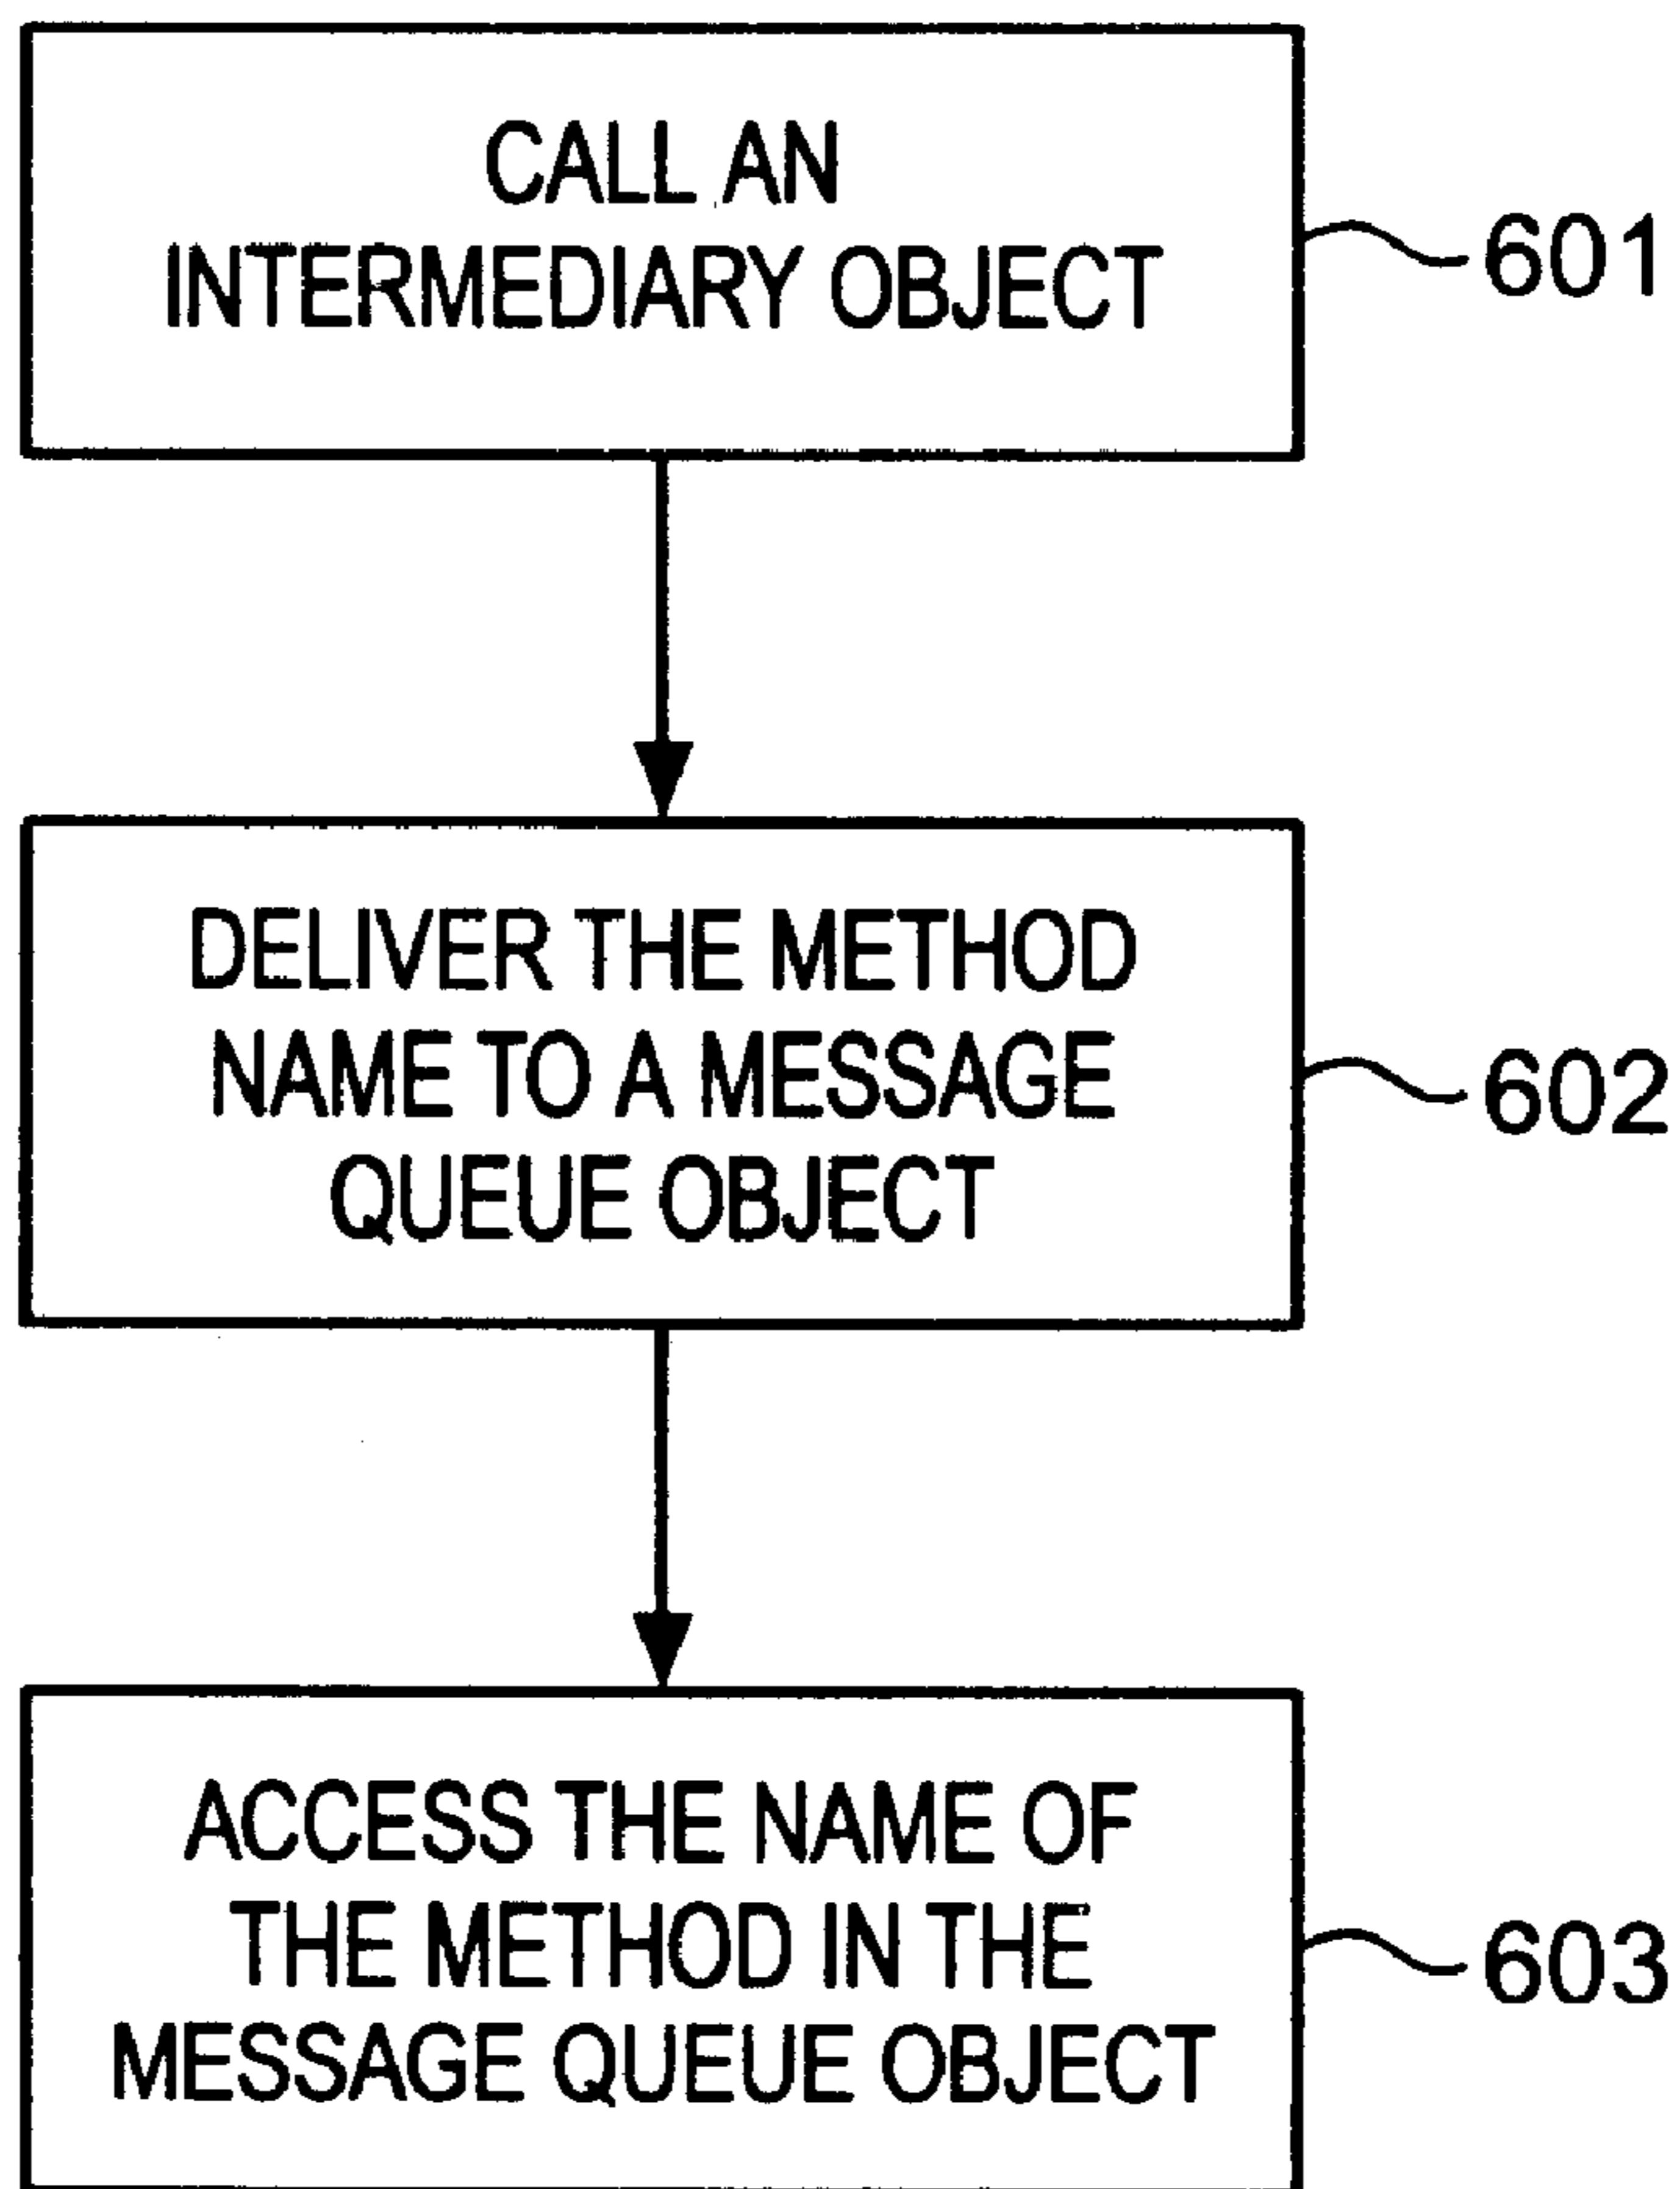 CALL AN
INTERMEDIARY OBJECT
601
DELIVER THE METHOD
NAME TO A MESSAGE
QUEUE OBJECT
602
ACCESS THE NAME OF
THE METHOD IN THE
MESSAGE QUEUE OBJECT
603